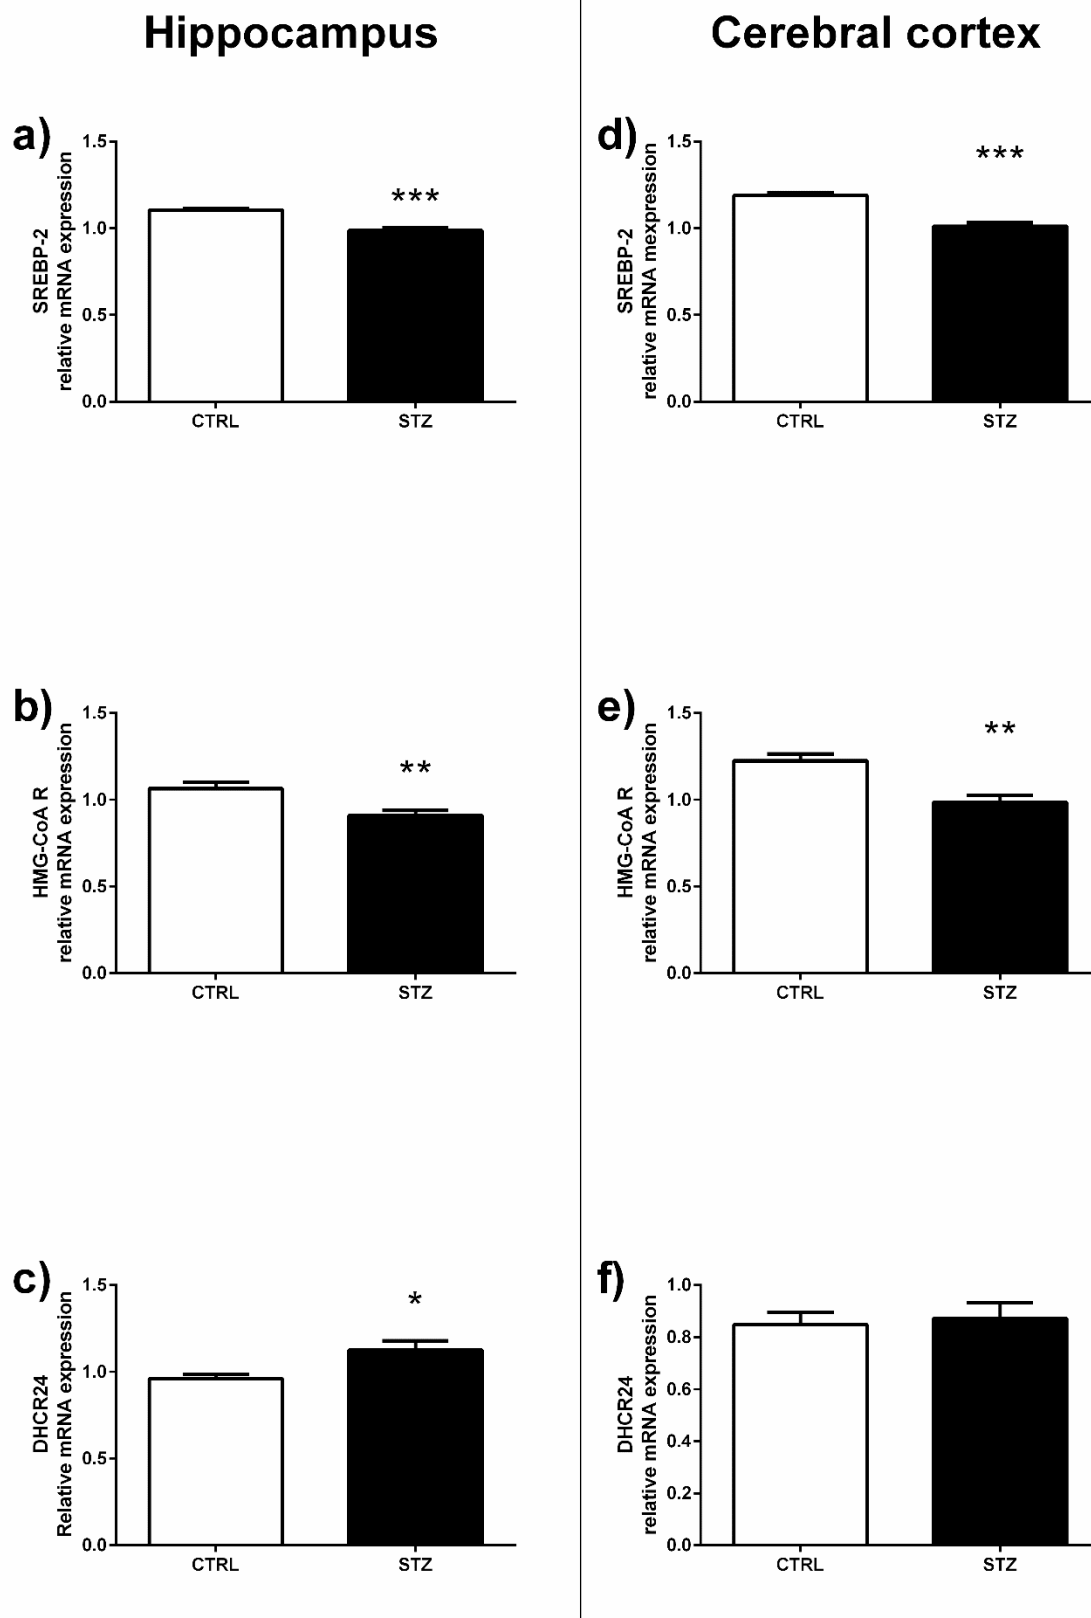 Hippocampus
Cerebral cortex
a)
SREBP-2
relative mRNA expression
1.5
1.0
0.5
0.0
***
CTRL
STZ
d)
SREBP-2
relative mRNA mexpression
1.5
1.0
0.5
0.0
***
CTRL
STZ
b)
HMG-CoA R
relative mRNA expression
1.5
1.0
0.5
0.0
**
CTRL
STZ
e)
HMG-CoA R
relative mRNA expression
1.5
1.0
0.5
0.0
**
CTRL
STZ
c)
DHCR24
Relative mRNA expression
1.5
1.0
0.5
0.0
*
CTRL
STZ
f)
DHCR24
relative mRNA expression
1.0
0.8
0.6
0.4
0.2
0.0
CTRL
STZ